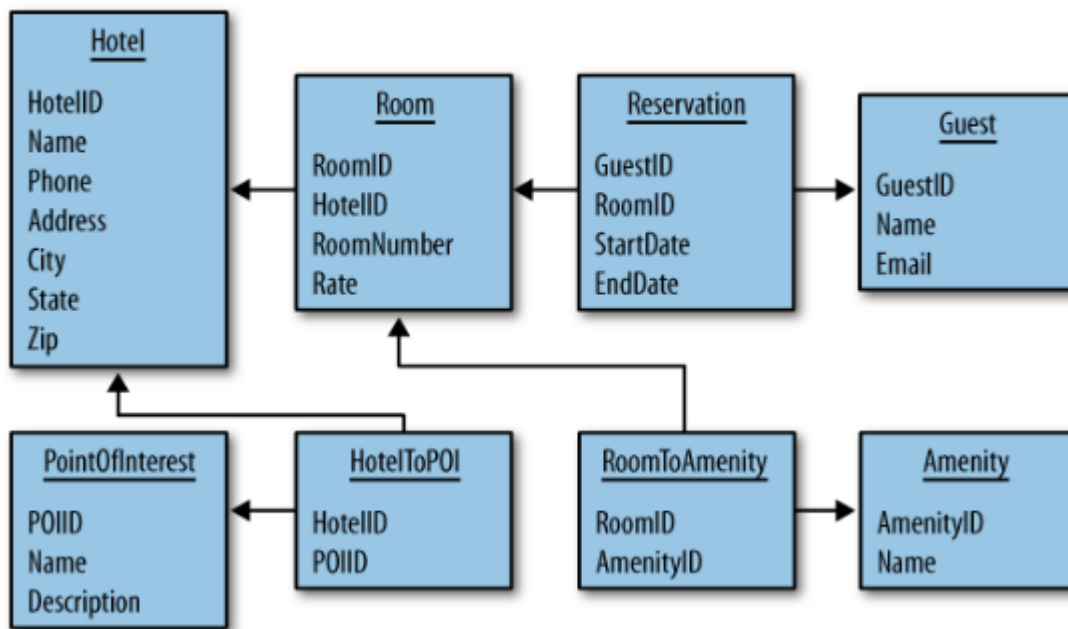 Hotel
HotelID
Name
Phone
Address
City
State
Zip
Room
RoomID
HotelID
RoomNumber
Rate
Reservation
GuestID
RoomID
StartDate
EndDate
Guest
GuestID
Name
Email
PointOfInterest
POIID
Name
Description
HotelToPOI
HotelID
POIID
RoomToAmenity
RoomID
AmenityID
Amenity
AmenityID
Name